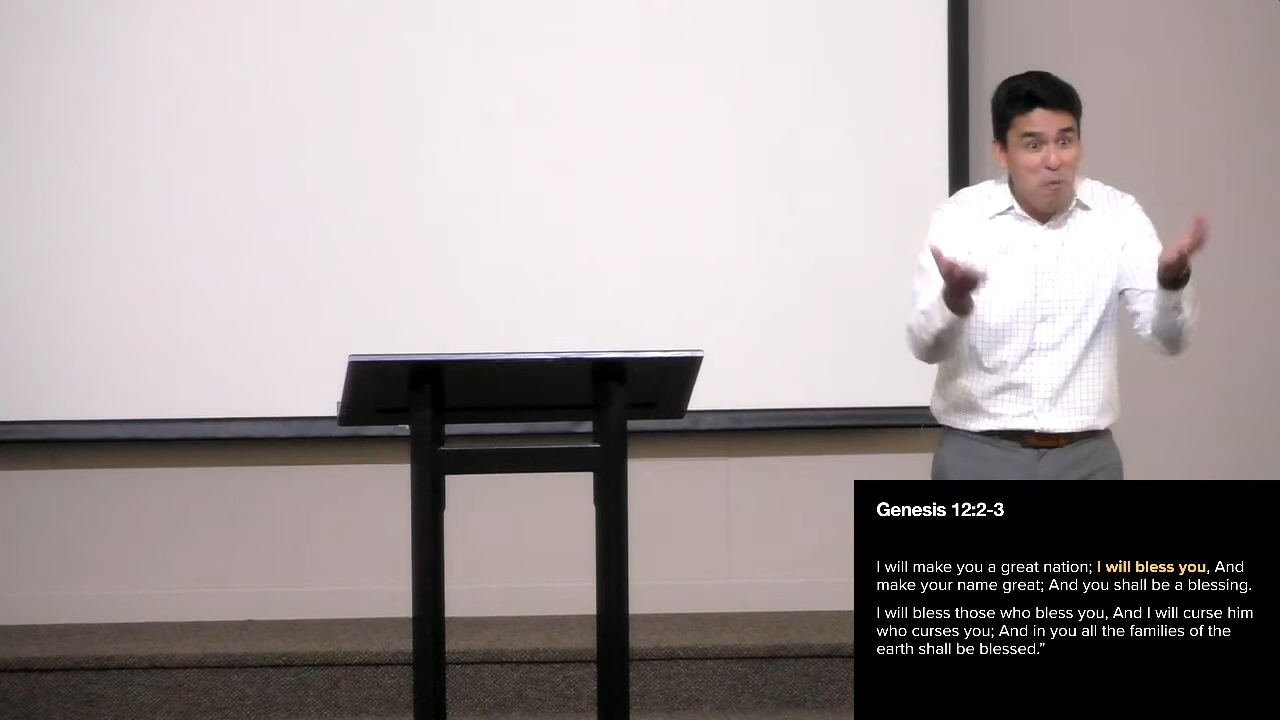 Genesis 12:2-3
I will make you a great nation; I will bless you, And
make your name great; And you shall be a blessing.
I will bless those who bless you, And I will curse him
who curses you; And in you all the families of the
earth shall be blessed.”